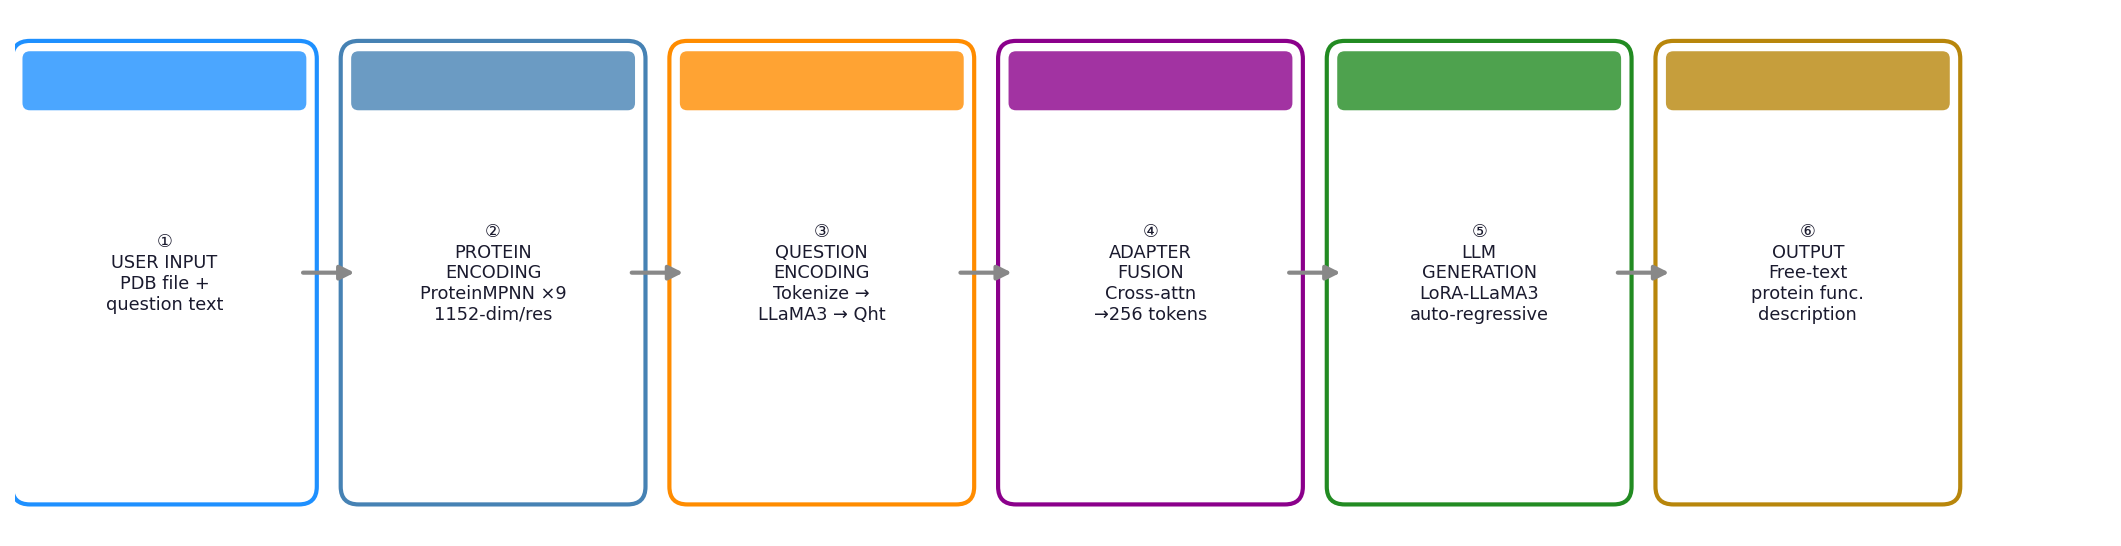 ①
USER INPUT
PDB file +
question text
②
PROTEIN
ENCODING
ProteinMPNN ×9
1152-dim/res
③
QUESTION
ENCODING
Tokenize →
LLaMA3 → Qht
④
ADAPTER
FUSION
Cross-attn
→256 tokens
⑤
LLM
GENERATION
LoRA-LLaMA3
auto-regressive
⑥
OUTPUT
Free-text
protein func.
description